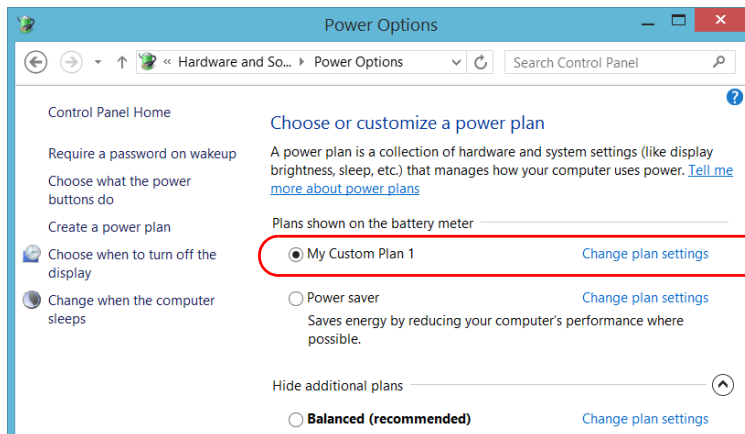 Power Options
« Hardware and So... Power Options
Search Control Panel
Control Panel Home
Require a password on wakeup
Choose what the power
buttons do
Create a power plan
Choose when to turn off the
display
Change when the computer
sleeps
?
Choose or customize a power plan
A power plan is a collection of hardware and system settings (like display
brightness, sleep, etc.) that manages how your computer uses power. Tell me
more about power plans
Plans shown on the battery meter
My Custom Plan 1 Change plan settings
Power saver Change plan settings
Saves energy by reducing your computer's performance where
possible.
Hide additional plans
Balanced (recommended) Change plan settings